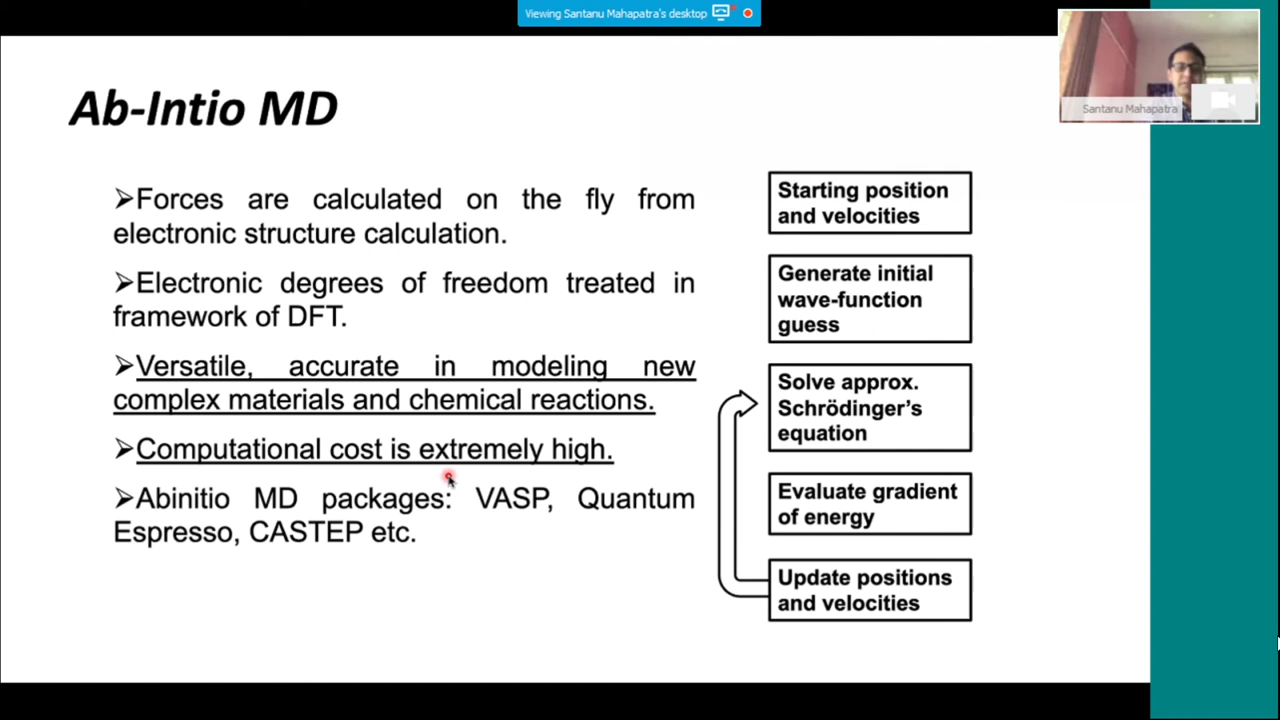 Viewing Santanu Mahapatra's desktop
Santanu Mahapatra
Ab-Intio MD
➢Forces are calculated on the fly from
electronic structure calculation.
➢Electronic degrees of freedom treated in
framework of DFT.
➢Versatile, accurate in modeling new
complex materials and chemical reactions.
➢Computational cost is extremely high.
➢Abinitio MD packages: VASP, Quantum
Espresso, CASTEP etc.
Starting position
and velocities
Generate initial
wave-function
guess
Solve approx.
Schrödinger's
equation
Evaluate gradient
of energy
Update positions
and velocities